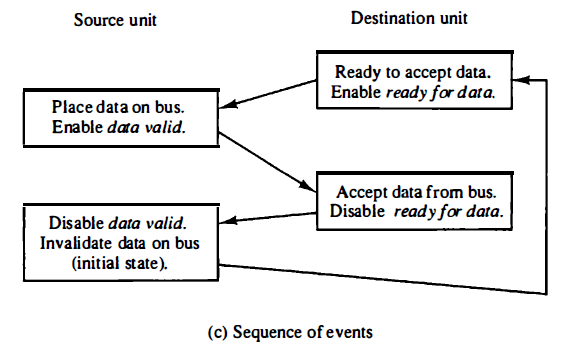 Source unit
Destination unit
Ready to accept data.
Enable ready for data.
Place data on bus.
Enable data valid.
Accept data from bus.
Disable ready for data.
Disable data valid.
Invalidate data on bus
(initial state).
(c) Sequence of events